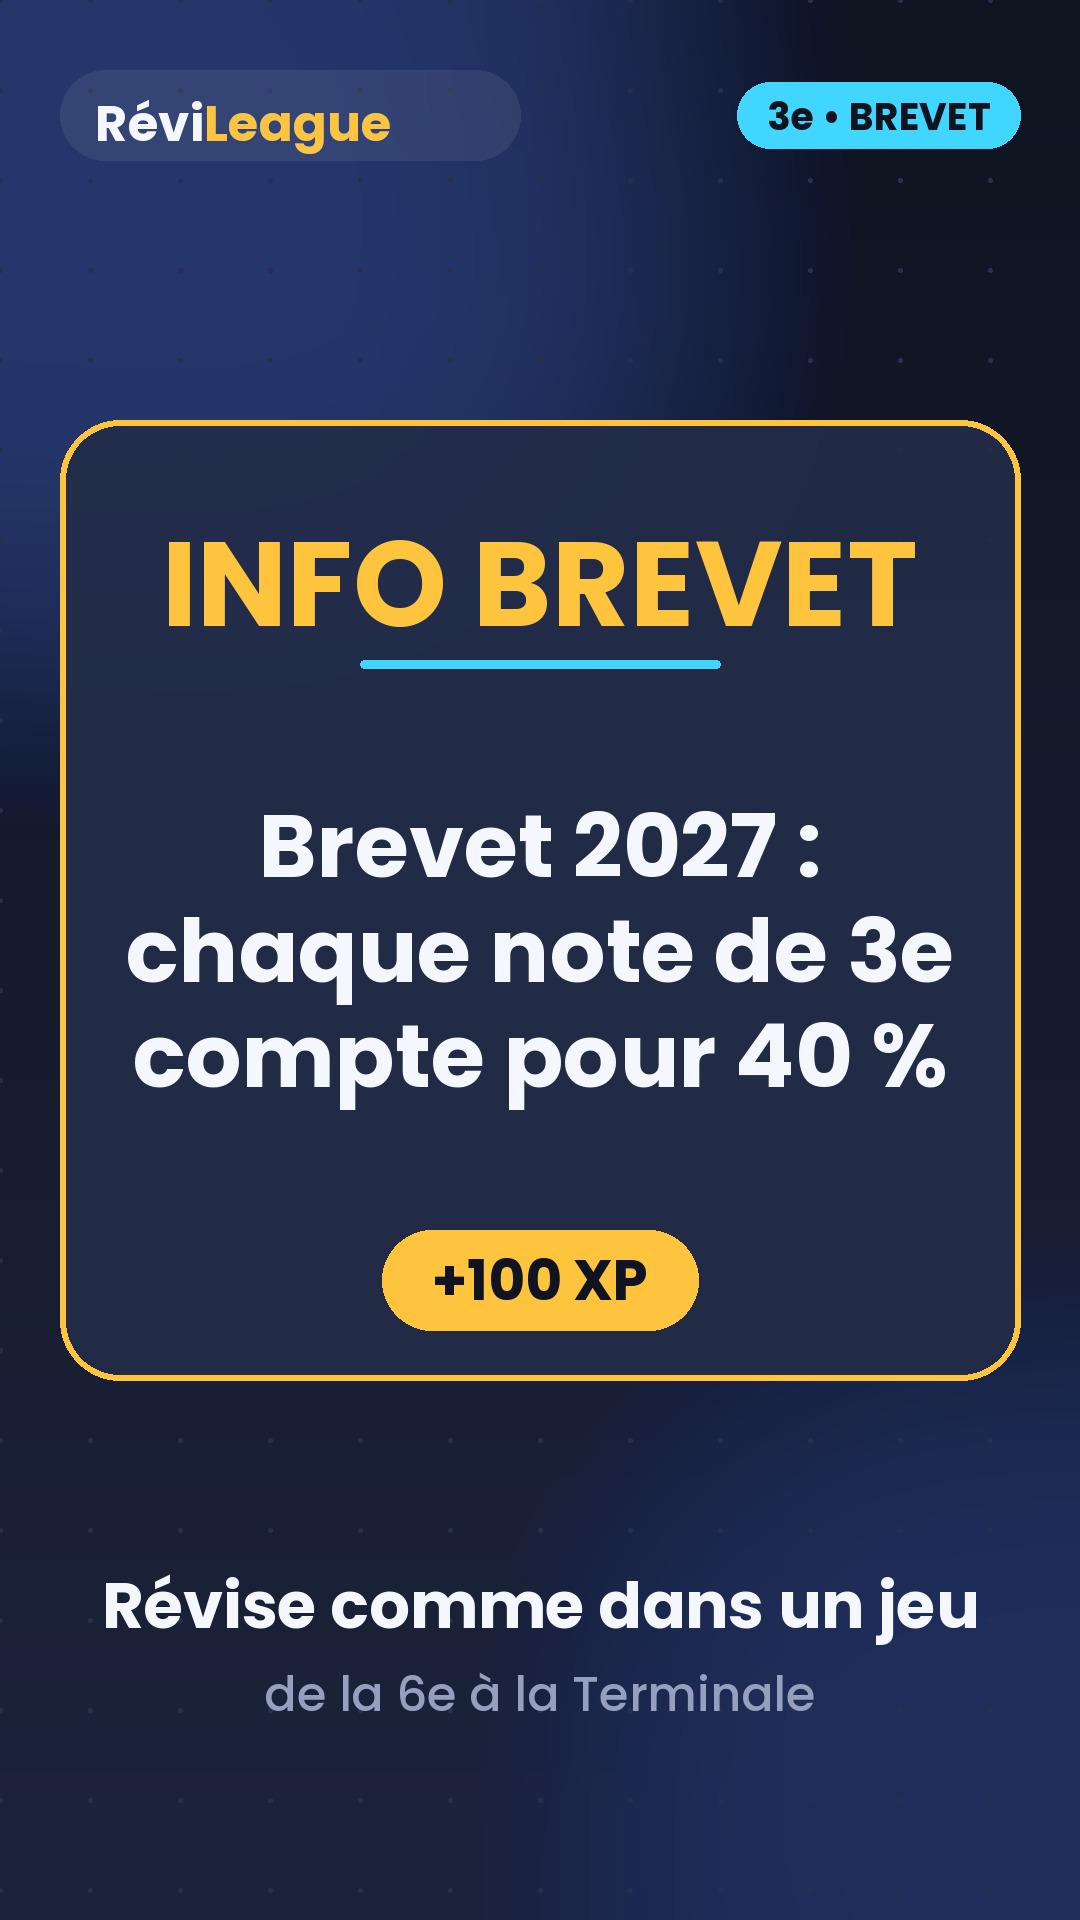 RéviLeague
3e • BREVET
INFO BREVET
Brevet 2027 :
chaque note de 3e
compte pour 40 %
+100 XP
Révise comme dans un jeu
de la 6e à la Terminale